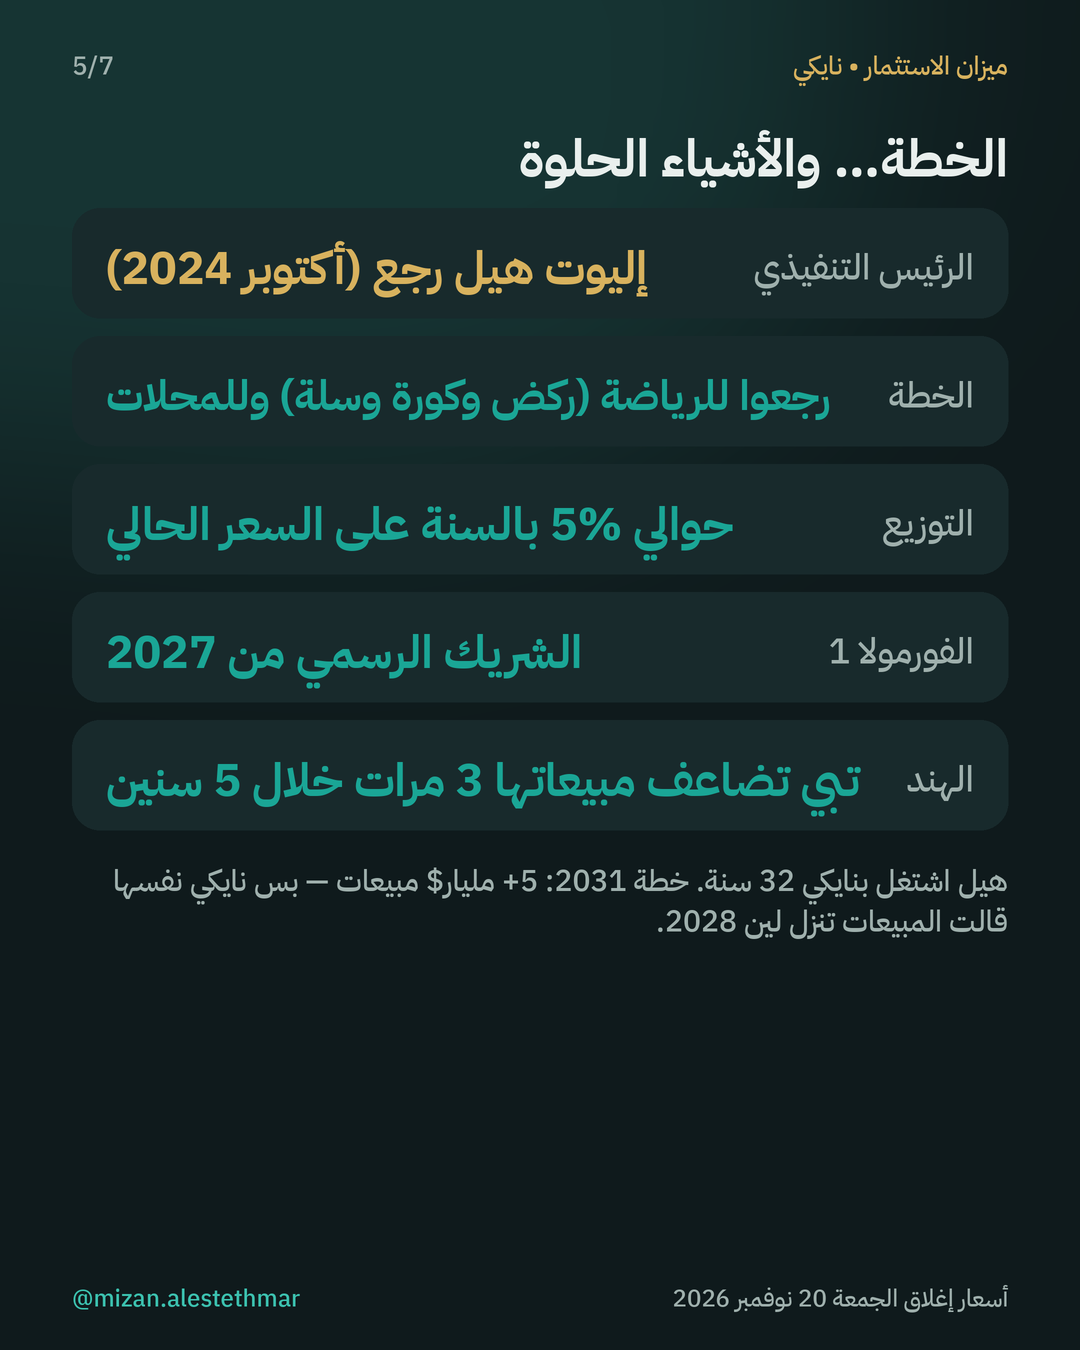 ميزان الاستثمار • نايكي
5/7
الخطة... والأشياء الحلوة
الرئيس التنفيذي
إليوت هيل رجع (أكتوبر 2024)
الخطة
رجعوا للرياضة (ركض وكورة وسلة) وللمحلات
التوزيع
حوالي 5% بالسنة على السعر الحالي
الفورمولا 1
الشريك الرسمي من 2027
الهند
تبي تضاعف مبيعاتها 3 مرات خلال 5 سنين
هيل اشتغل بنايكي 32 سنة. خطة 2031: 5+ مليار$ مبيعات — بس نايكي نفسها
قالت المبيعات تنزل لين 2028.
أسعار إغلاق الجمعة 20 نوفمبر 2026
@mizan.alestethmar